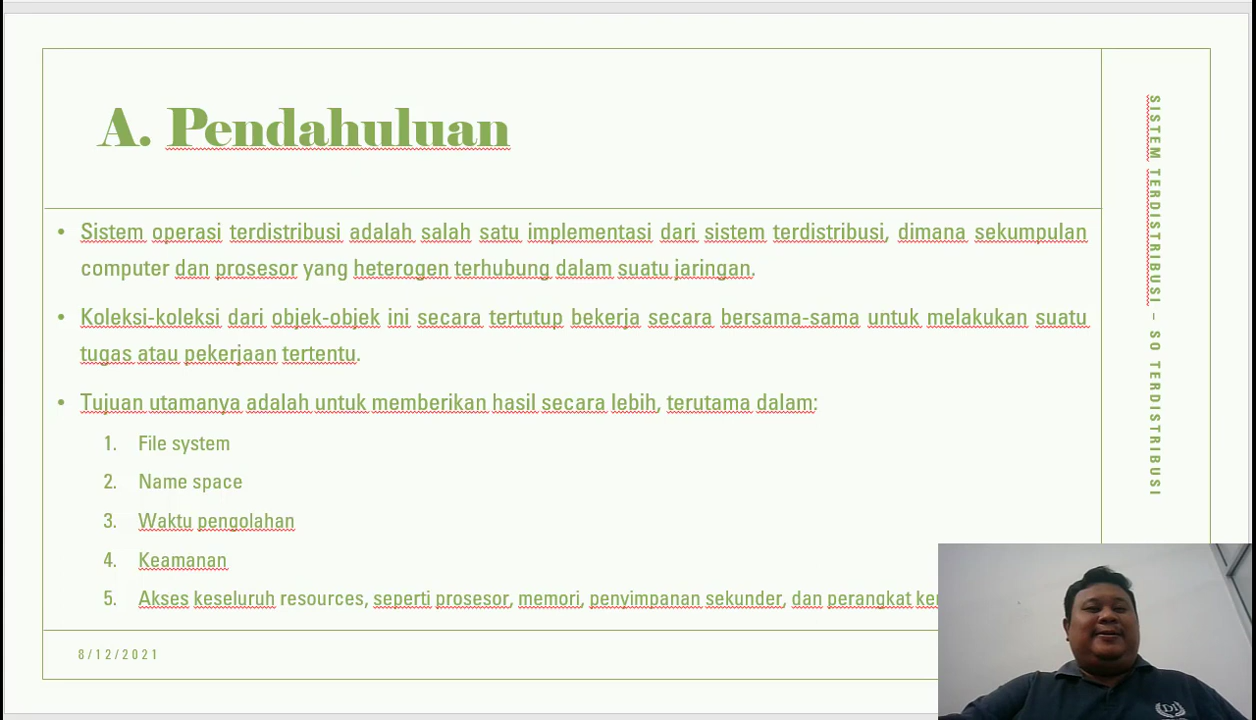 A. Pendahuluan
• Sistem operasi terdistribusi adalah salah satu implementasi dari sistem terdistribusi, dimana sekumpulan
computer dan prosesor yang heterogen terhubung dalam suatu jaringan.
• Koleksi-koleksi dari objek-objek ini secara tertutup bekerja secara bersama-sama untuk melakukan suatu
tugas atau pekerjaan tertentu.
• Tujuan utamanya adalah untuk memberikan hasil secara lebih, terutama dalam:
1. File system
2. Name space
3. Waktu pengolahan
4. Keamanan
5. Akses keseluruh resources, seperti prosesor, memori, penyimpanan sekunder, dan perangkat
8/12/2021
SISTEM TERDISTRIBUSI – SO TERDISTRIBUSI